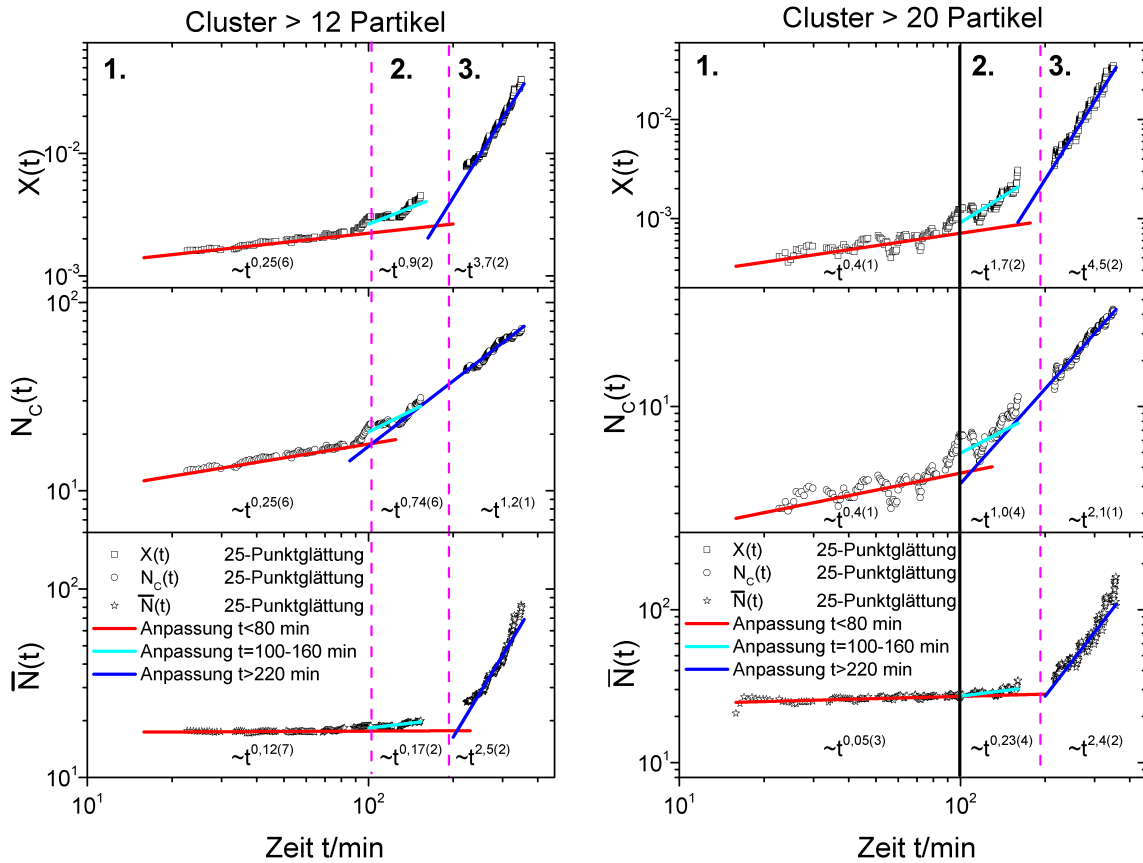 Cluster > 12 Partikel
1. 2. 3.
X(t)
10^-2
10^-3
~t^0,25(6) ~t^0,9(2) ~t^3,7(2)
N_C(t)
10^2
10^1
~t^0,25(6) ~t^0,74(6) ~t^1,2(1)
N̅(t)
10^2
10^1
X(t) 25-Punktglättung
N_C(t) 25-Punktglättung
N̅(t) 25-Punktglättung
Anpassung t<80 min
Anpassung t=100-160 min
Anpassung t>220 min
~t^0,12(7) ~t^0,17(2) ~t^2,5(2)
10^1 10^2
Zeit t/min
Cluster > 20 Partikel
1. 2. 3.
X(t)
10^-2
10^-3
~t^0,4(1) ~t^1,7(2) ~t^4,5(2)
N_C(t)
10^1
~t^0,4(1) ~t^1,0(4) ~t^2,1(1)
N̅(t)
10^2
10^1
X(t) 25-Punktglättung
N_C(t) 25-Punktglättung
N̅(t) 25-Punktglättung
Anpassung t<80 min
Anpassung t=100-160 min
Anpassung t>220 min
~t^0,05(3) ~t^0,23(4) ~t^2,4(2)
10^1 10^2
Zeit t/min